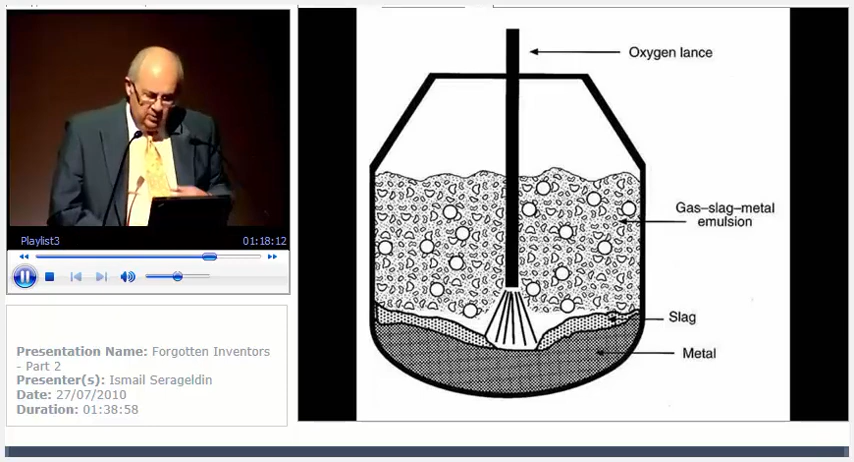 Playlist3
01:18:12
Presentation Name: Forgotten Inventors
- Part 2
Presenter(s): Ismail Serageldin
Date: 27/07/2010
Duration: 01:38:58
Oxygen lance
Gas–slag–metal
emulsion
Slag
Metal